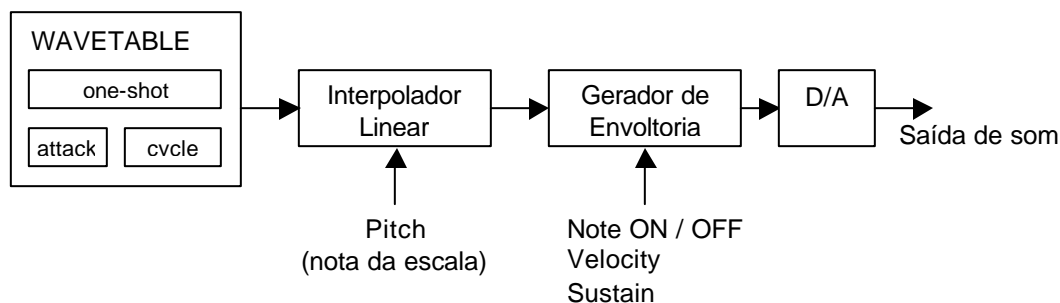 WAVETABLE
one-shot
attack
cvcle
Interpolador
Linear
Gerador de
Envoltoria
D/A
Saída de som
Pitch
(nota da escala)
Note ON / OFF
Velocity
Sustain